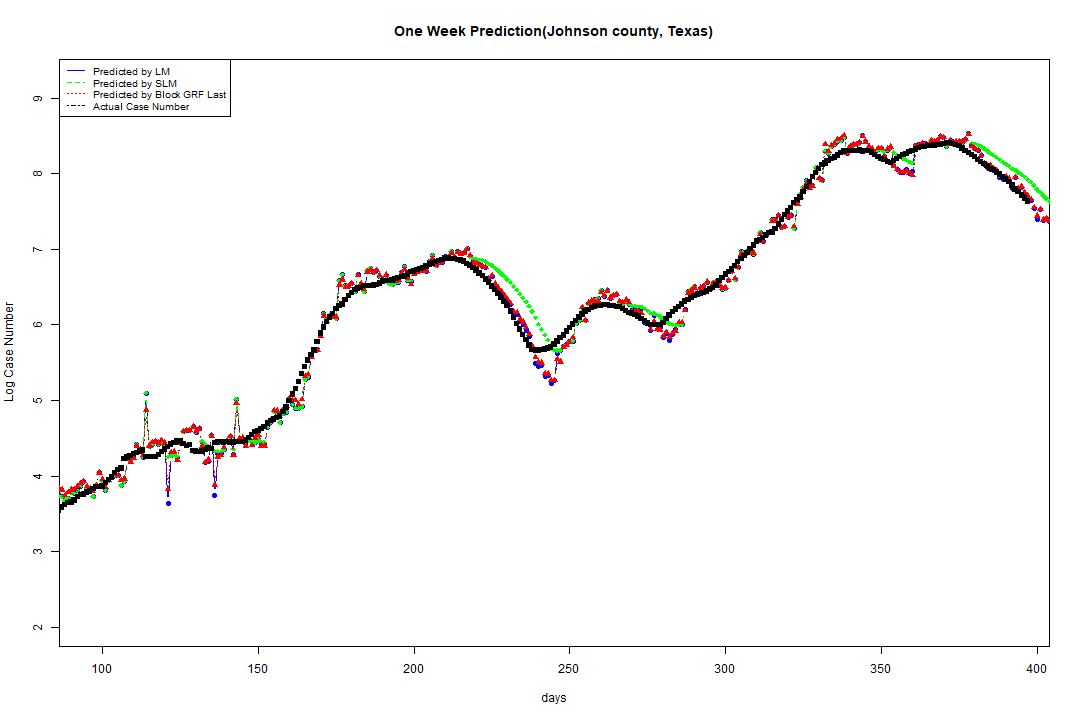 One Week Prediction(Johnson county, Texas)
Predicted by LM
Predicted by SLM
Predicted by Block GRF Last
Actual Case Number
9
8
7
6
5
4
3
2
Log Case Number
100 150 200 250 300 350 400
days